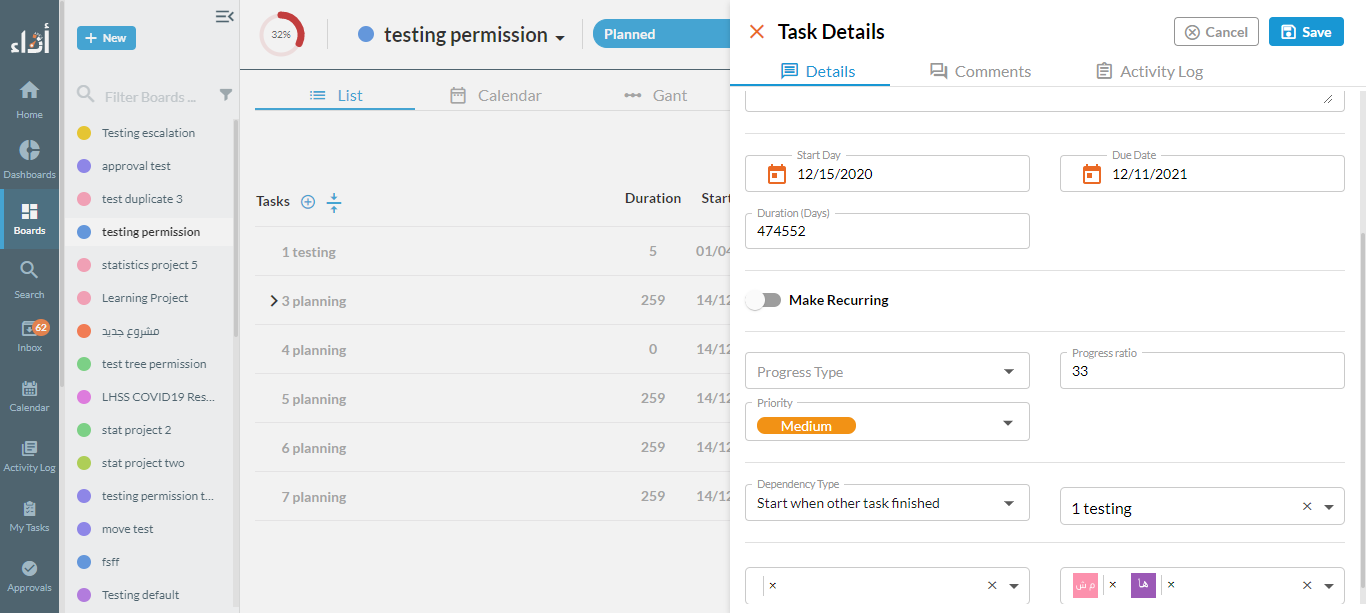 أداء
Home
Dashboards
Boards
Search
62
Inbox
Calendar
Activity Log
My Tasks
Approvals
+ New
Filter Boards ...
Testing escalation
approval test
test duplicate 3
testing permission
statistics project 5
Learning Project
مشروع جديد
test tree permission
LHSS COVID19 Res...
stat project 2
stat project two
testing permission t...
move test
fsff
Testing default
32%
testing permission
Planned
List Calendar Gant
Tasks Duration Start
1 testing 5 01/04
3 planning 259 14/12
4 planning 0 14/12
5 planning 259 14/12
6 planning 259 14/12
7 planning 259 14/12
Task Details
Cancel
Save
Details Comments Activity Log
Start Day
12/15/2020
Due Date
12/11/2021
Duration (Days)
474552
Make Recurring
Progress Type
Progress ratio
33
Priority
Medium
Dependency Type
Start when other task finished
1 testing
م ش
ها